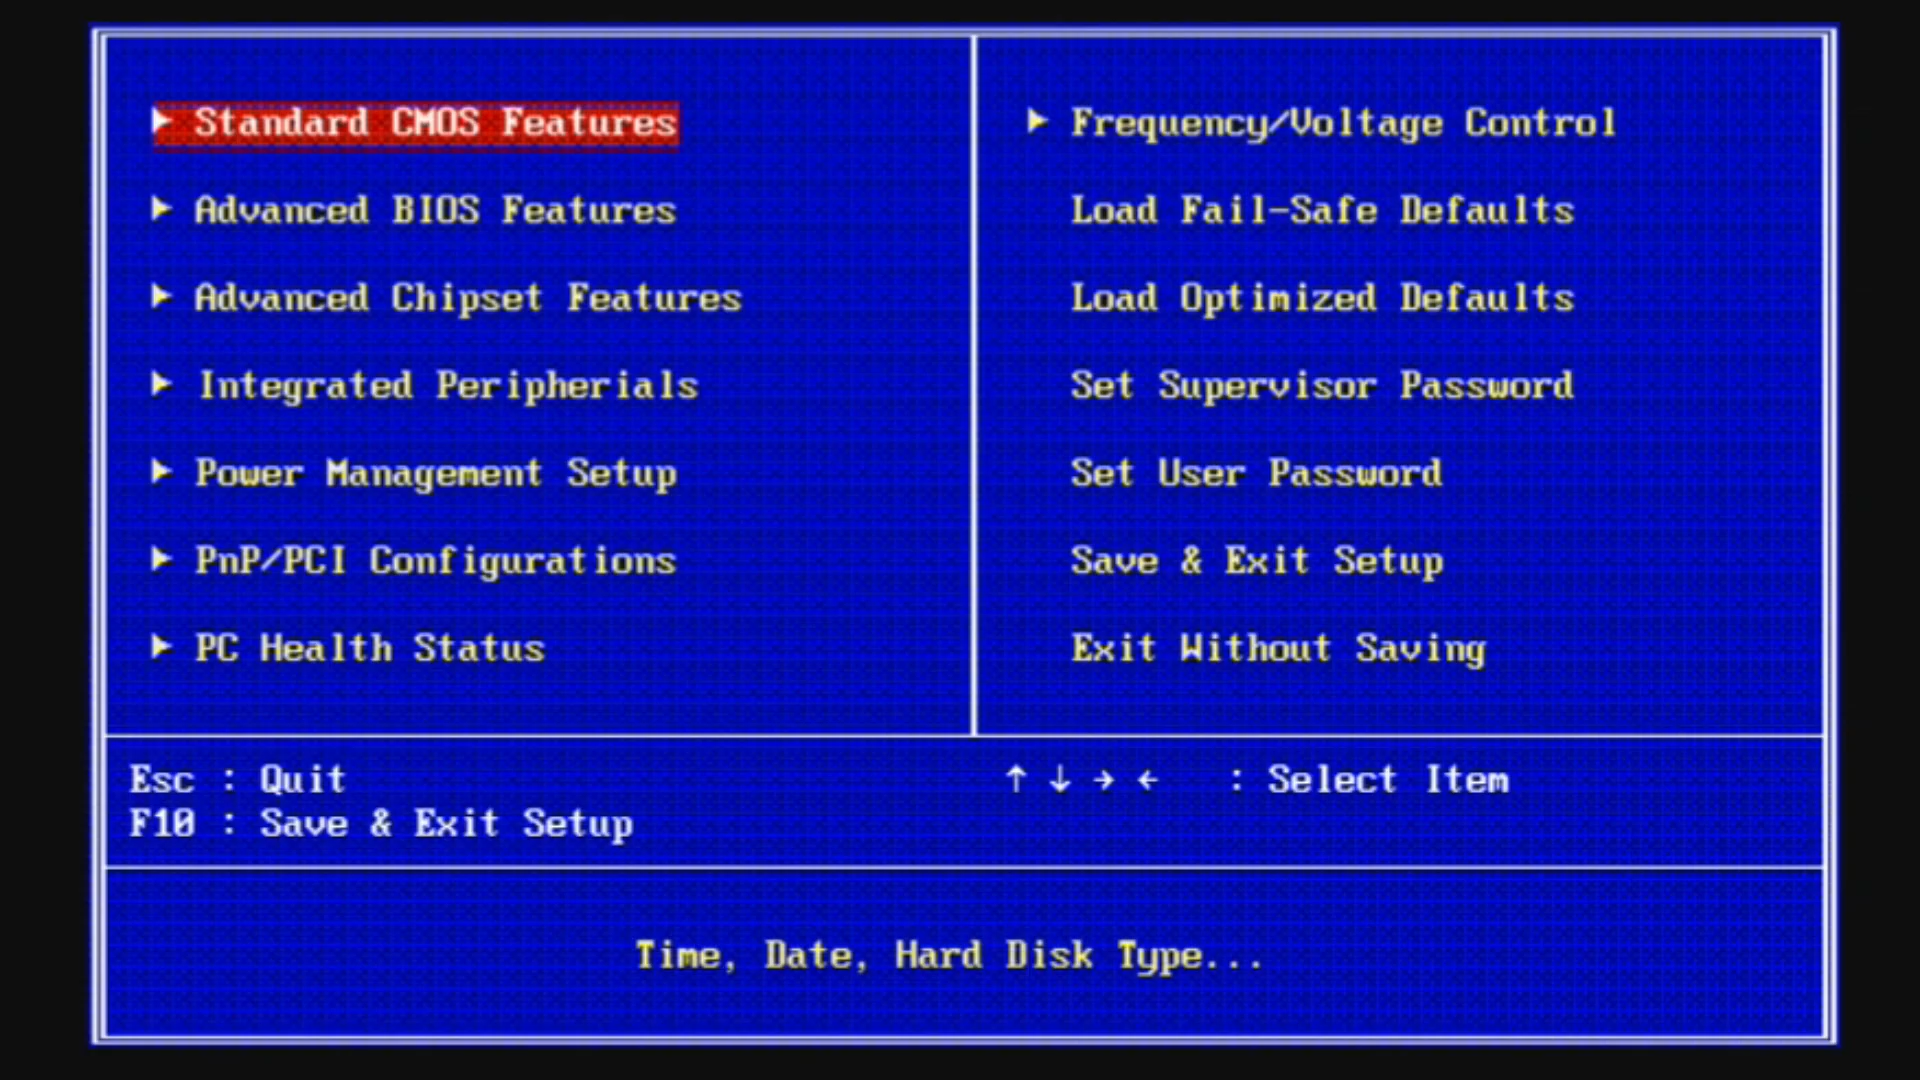 Standard CMOS Features
Advanced BIOS Features
Advanced Chipset Features
Integrated Peripherials
Power Management Setup
PnP/PCI Configurations
PC Health Status
Frequency/Voltage Control
Load Fail-Safe Defaults
Load Optimized Defaults
Set Supervisor Password
Set User Password
Save & Exit Setup
Exit Without Saving
Esc : Quit
F10 : Save & Exit Setup
↑ ↓ → ← : Select Item
Time, Date, Hard Disk Type...